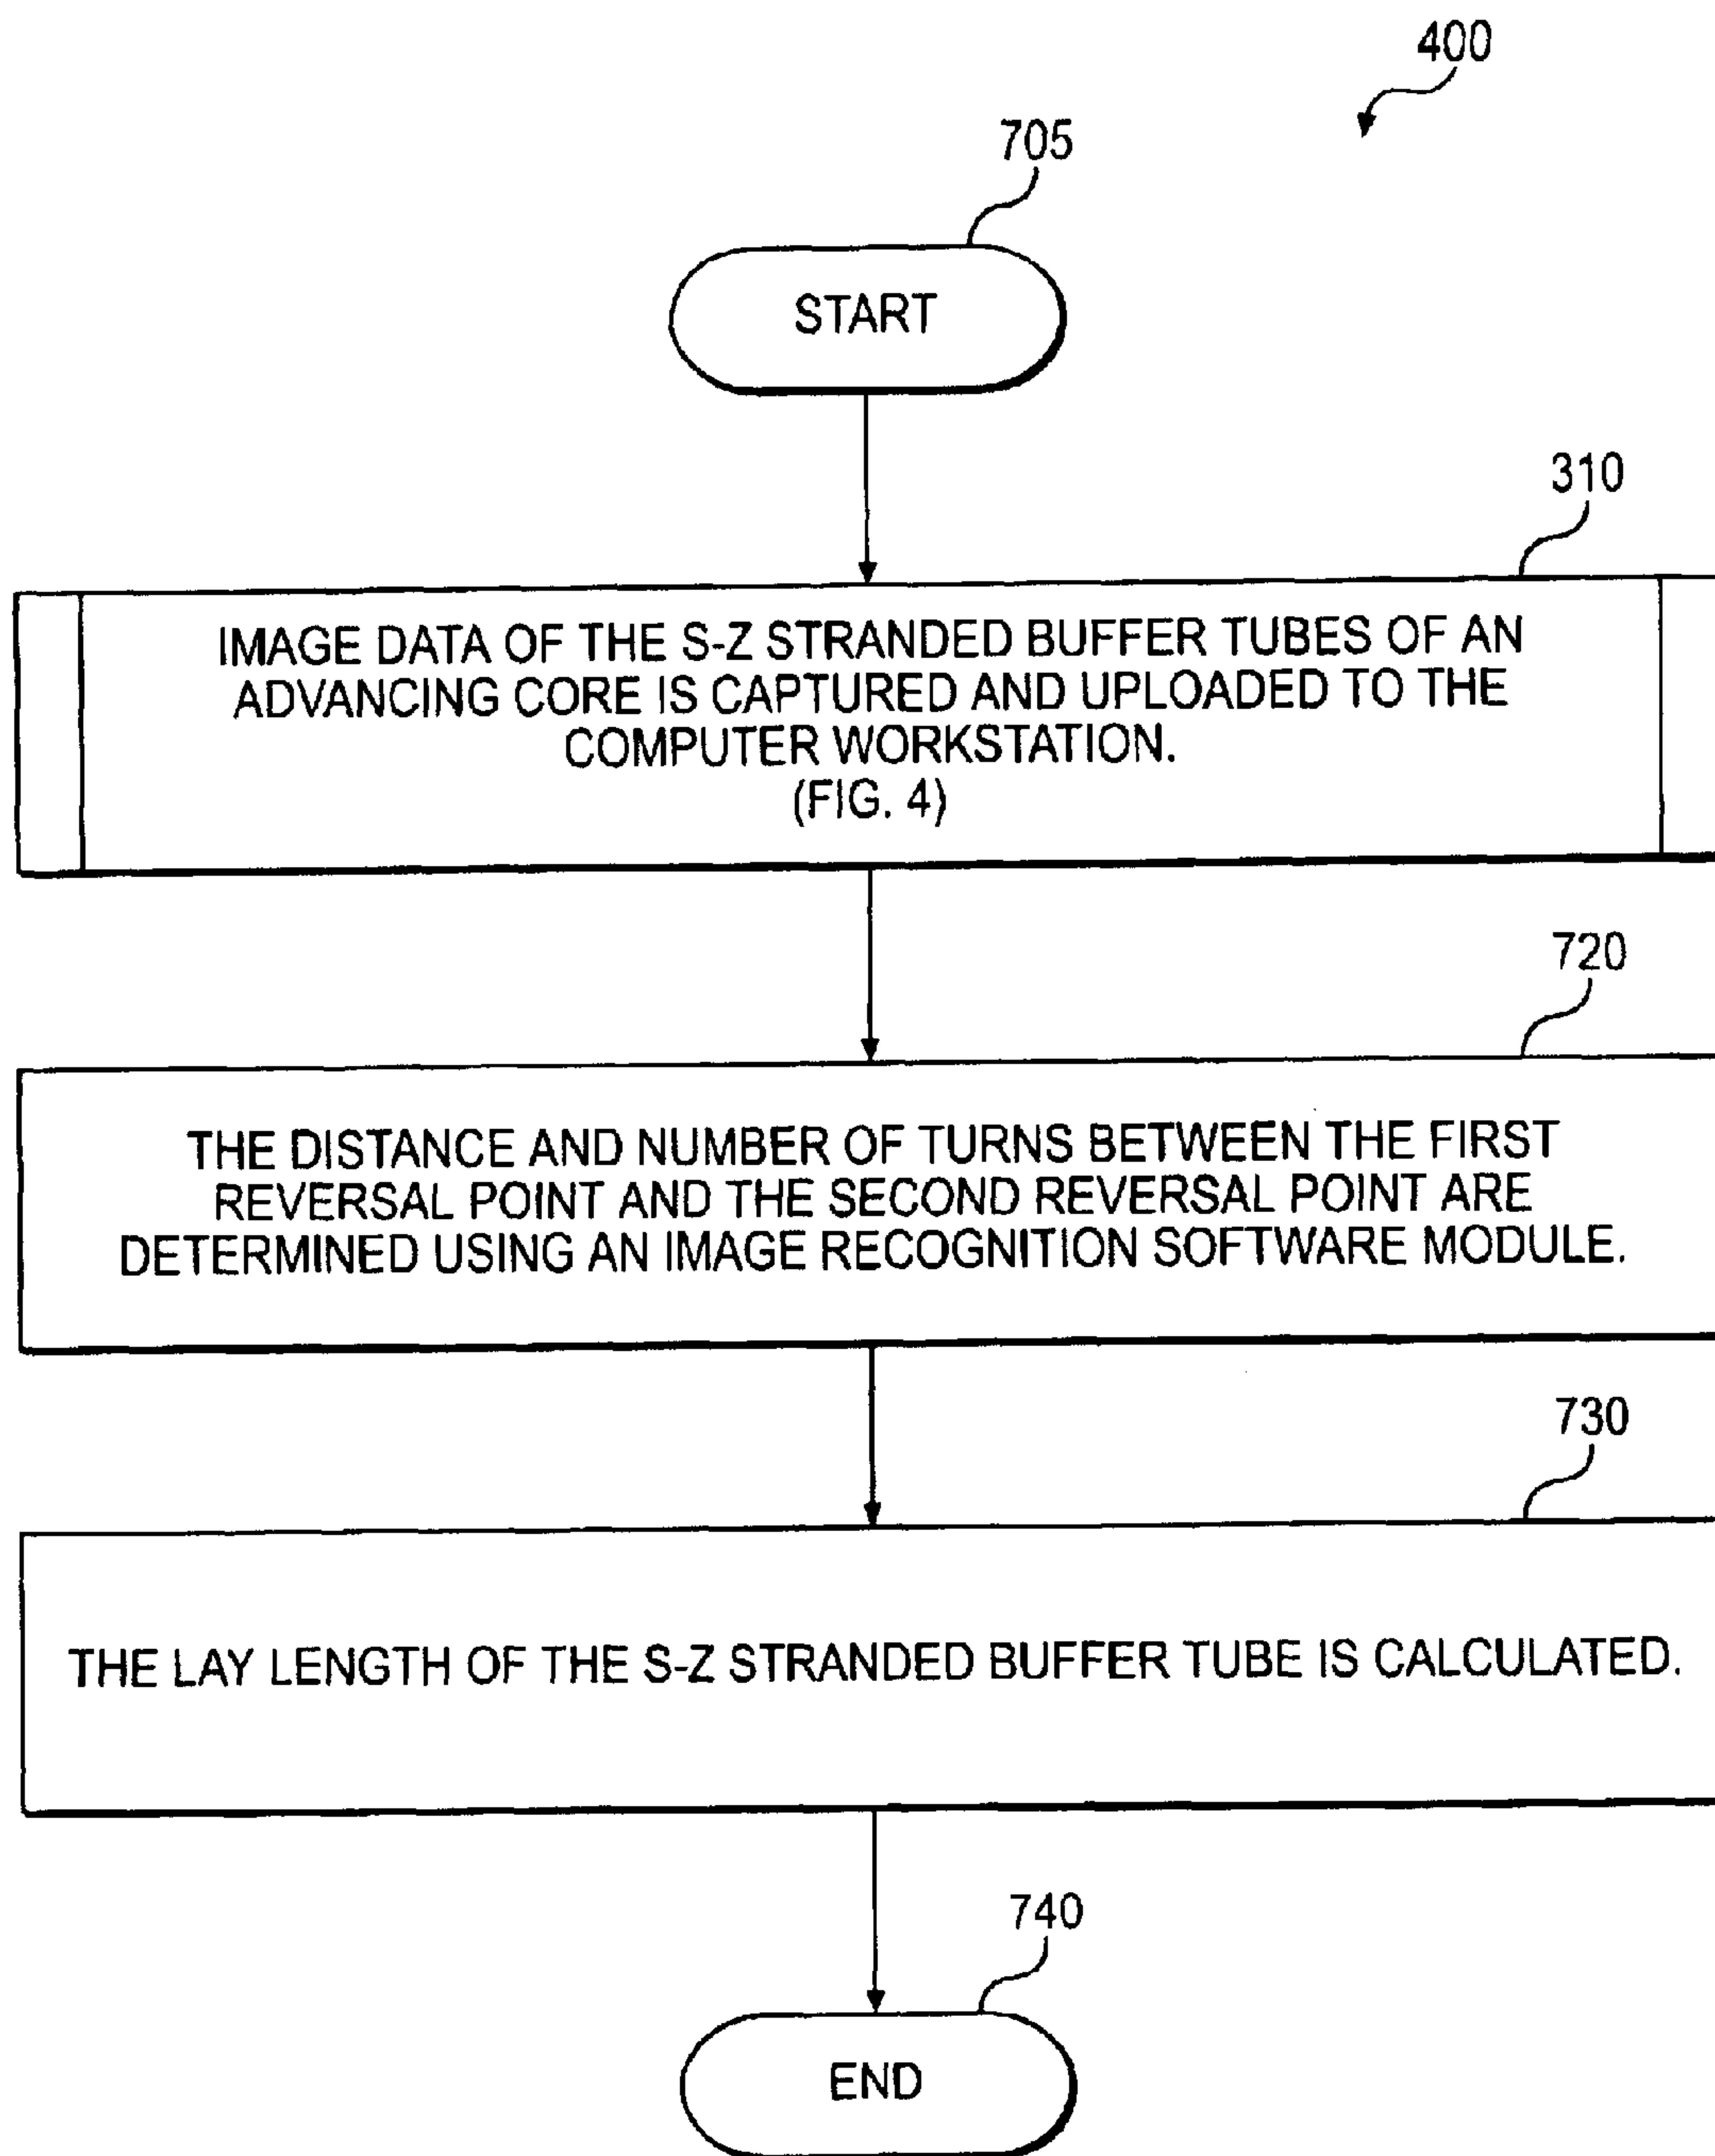 400
705
START
310
IMAGE DATA OF THE S-Z STRANDED BUFFER TUBES OF AN
ADVANCING CORE IS CAPTURED AND UPLOADED TO THE
COMPUTER WORKSTATION.
(FIG. 4)
720
THE DISTANCE AND NUMBER OF TURNS BETWEEN THE FIRST
REVERSAL POINT AND THE SECOND REVERSAL POINT ARE
DETERMINED USING AN IMAGE RECOGNITION SOFTWARE MODULE.
730
THE LAY LENGTH OF THE S-Z STRANDED BUFFER TUBE IS CALCULATED.
740
END